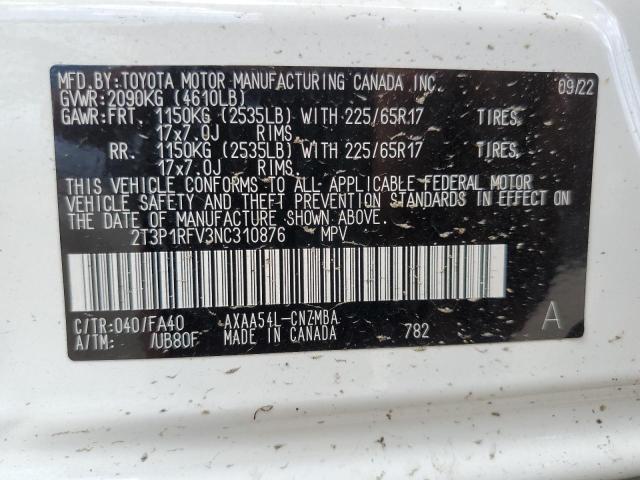 MFD.BY:TOYOTA MOTOR MANUFACTURING CANADA INC. 09/22
GVWR:2090KG (4610LB)
GAWR:FRT. 1150KG (2535LB) WITH 225/65R17 TIRES,
17x7.0J RIMS.
RR. 1150KG (2535LB) WITH 225/65R17 TIRES,
17x7.0J RIMS.
THIS VEHICLE CONFORMS TO ALL APPLICABLE FEDERAL MOTOR
VEHICLE SAFETY AND THEFT PREVENTION STANDARDS IN EFFECT ON
THE DATE OF MANUFACTURE SHOWN ABOVE.
2T3P1RFV3NC310876 MPV
C/TR:040/FA40 AXAA54L-CNZMBA
A/TM: /UB80F MADE IN CANADA 782 A